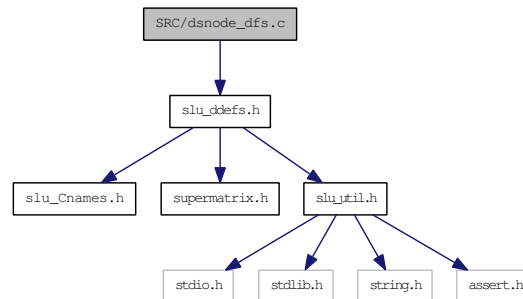 SRC/dsnode_dfs.c
slu_ddefs.h
slu_Cnames.h
supermatrix.h
slu_util.h
stdio.h
stdlib.h
string.h
assert.h